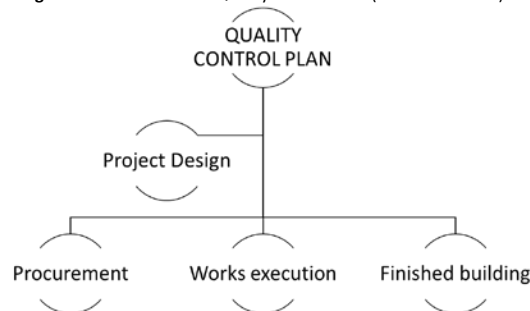 QUALITY
CONTROL PLAN
Project Design
Procurement
Works execution
Finished building